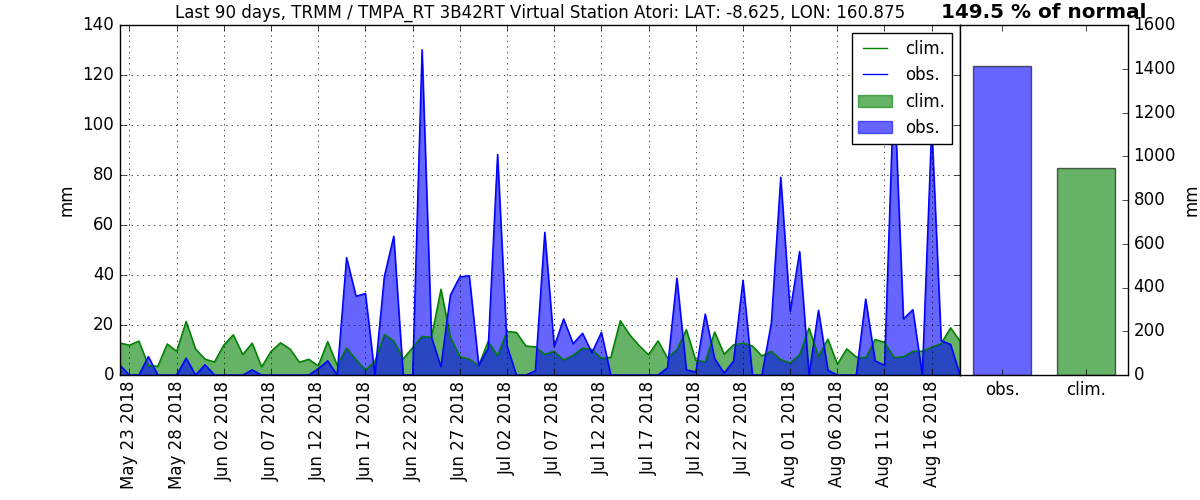 Last 90 days, TRMM / TMPA_RT 3B42RT Virtual Station Atori: LAT: -8.625, LON: 160.875
149.5 % of normal
140
120
100
80
60
40
20
0
mm
clim.
obs.
clim.
obs.
1600
1400
1200
1000
800
600
400
200
0
mm
obs.
clim.
May 23 2018
May 28 2018
Jun 02 2018
Jun 07 2018
Jun 12 2018
Jun 17 2018
Jun 22 2018
Jun 27 2018
Jul 02 2018
Jul 07 2018
Jul 12 2018
Jul 17 2018
Jul 22 2018
Jul 27 2018
Aug 01 2018
Aug 06 2018
Aug 11 2018
Aug 16 2018